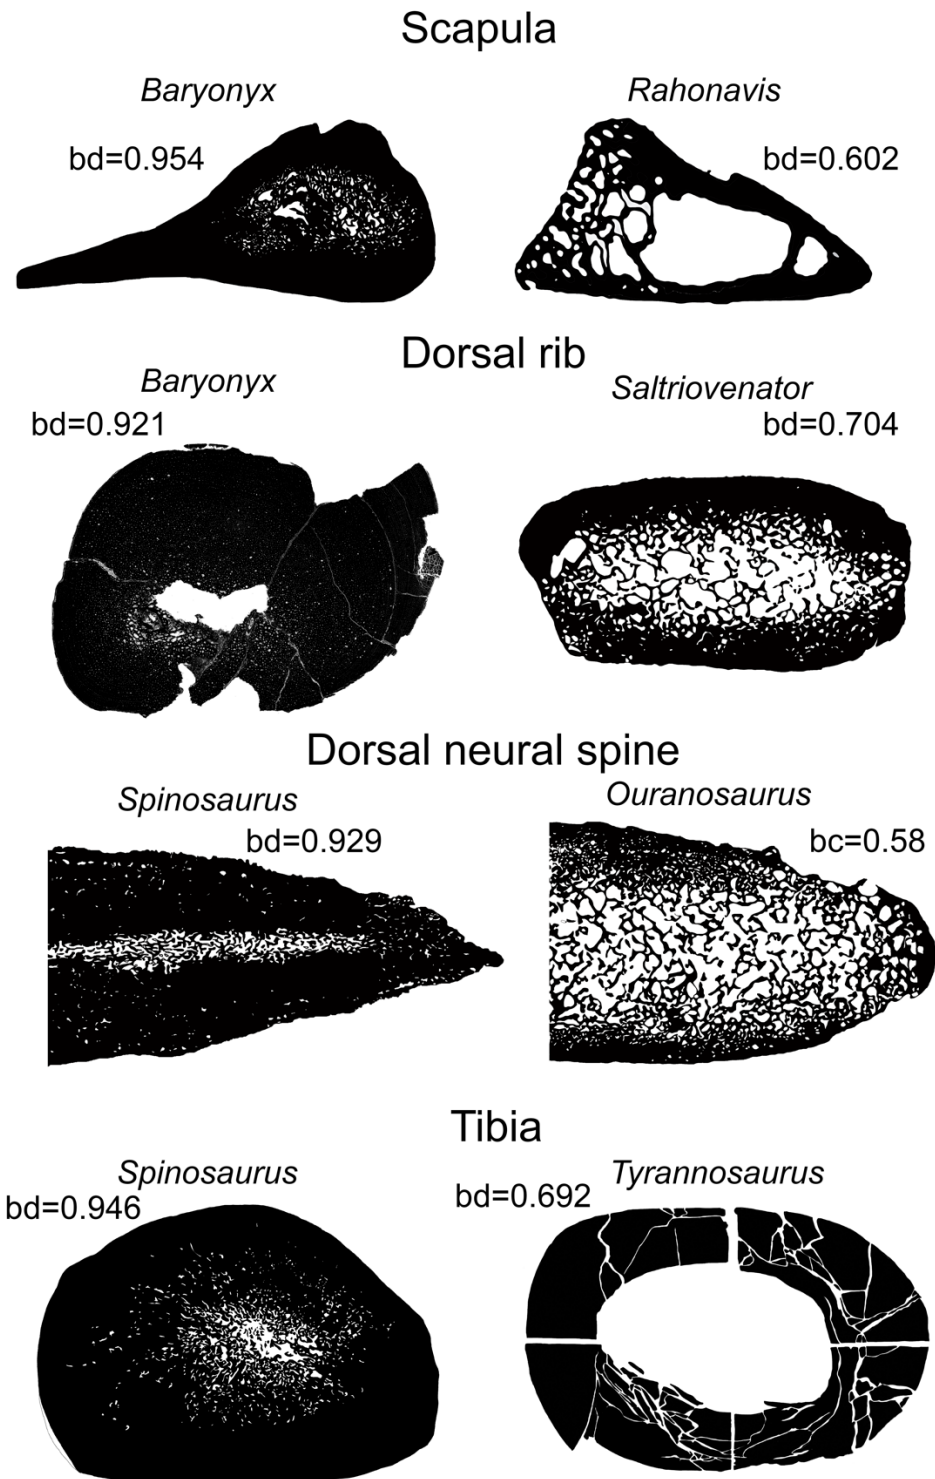 Scapula
Baryonyx
Rahonavis
bd=0.954
bd=0.602
Dorsal rib
Baryonyx
Saltriovenator
bd=0.921
bd=0.704
Dorsal neural spine
Spinosaurus
Ouranosaurus
bd=0.929
bc=0.58
Tibia
Spinosaurus
Tyrannosaurus
bd=0.946
bd=0.692